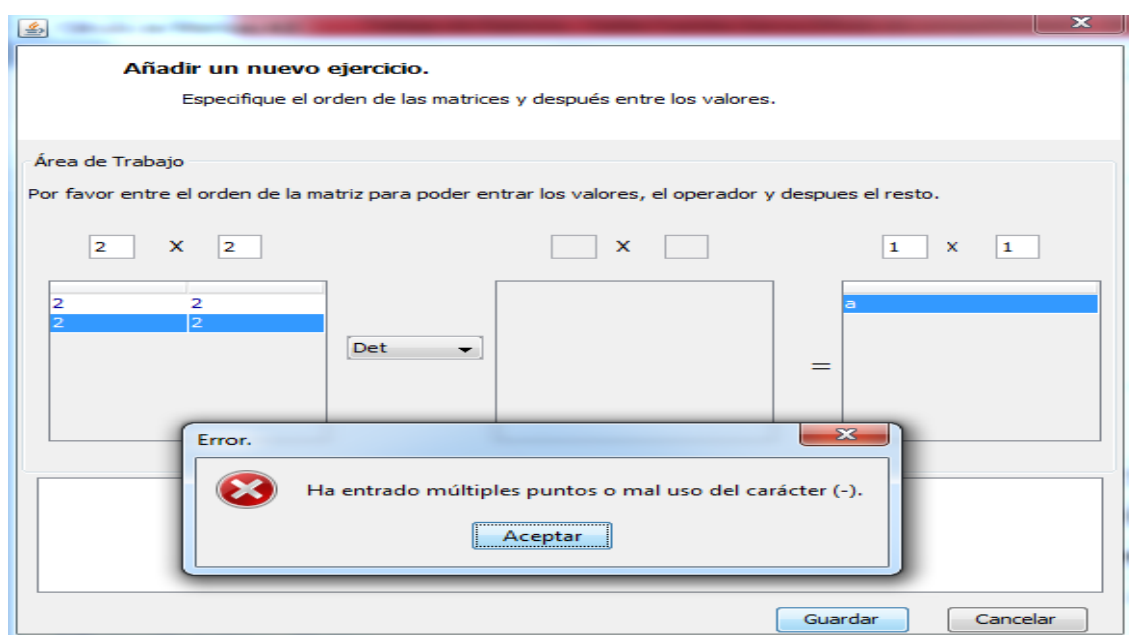 Añadir un nuevo ejercicio.
Especifique el orden de las matrices y después entre los valores.
Área de Trabajo
Por favor entre el orden de la matriz para poder entrar los valores, el operador y despues el resto.
2 X 2 X 1 X 1
2 2 a
2 2
Det
=
Error.
Ha entrado múltiples puntos o mal uso del carácter (-).
Aceptar
Guardar Cancelar